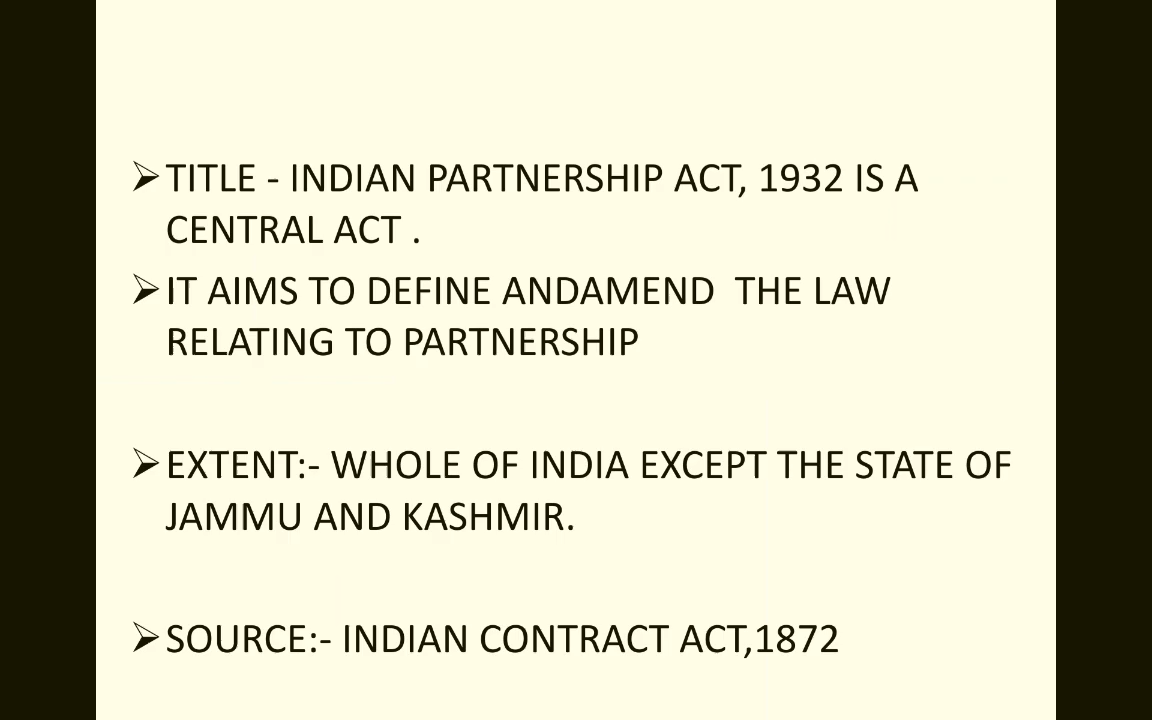 ➢TITLE - INDIAN PARTNERSHIP ACT, 1932 IS A
CENTRAL ACT .
➢IT AIMS TO DEFINE ANDAMEND  THE LAW
RELATING TO PARTNERSHIP
➢EXTENT:- WHOLE OF INDIA EXCEPT THE STATE OF
JAMMU AND KASHMIR.
➢SOURCE:- INDIAN CONTRACT ACT,1872